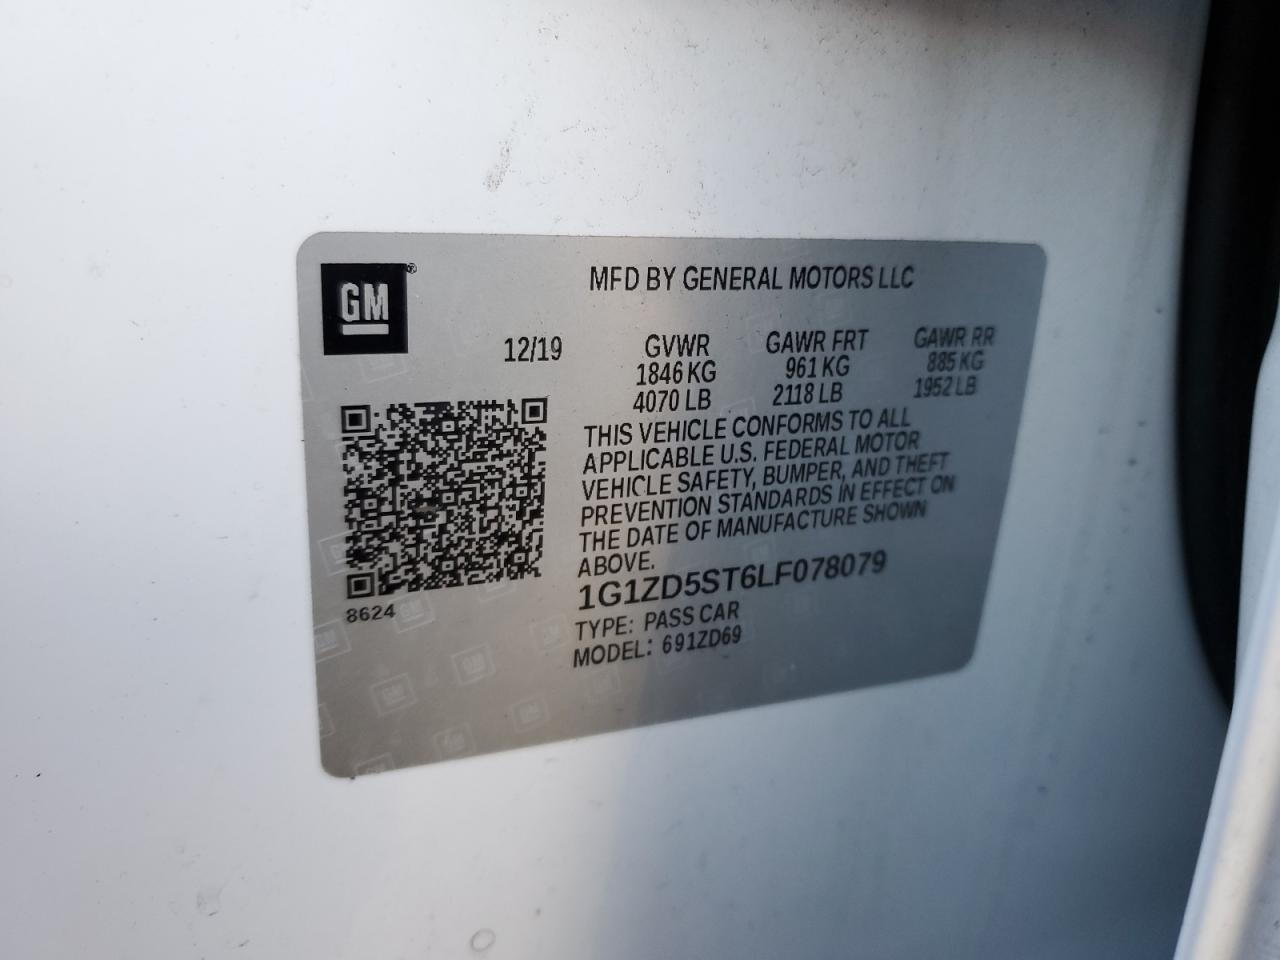 GM®
MFD BY GENERAL MOTORS LLC
12/19 GVWR GAWR FRT GAWR RR
1846 KG 961 KG 885 KG
4070 LB 2118 LB 1952 LB
THIS VEHICLE CONFORMS TO ALL
APPLICABLE U.S. FEDERAL MOTOR
VEHICLE SAFETY, BUMPER, AND THEFT
PREVENTION STANDARDS IN EFFECT ON
THE DATE OF MANUFACTURE SHOWN
ABOVE.
1G1ZD5ST6LF078079
TYPE: PASS CAR
MODEL: 691ZD69
8624